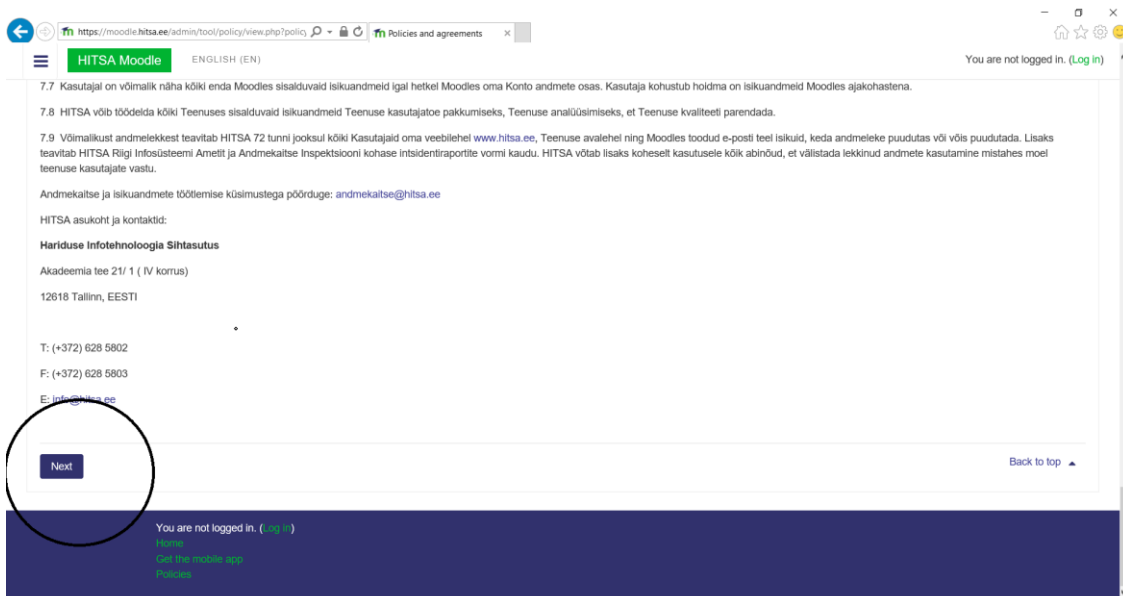 https://moodle.hitsa.ee/admin/tool/policy/view.php?policy
Policies and agreements
HITSA Moodle ENGLISH (EN) You are not logged in. (Log in)
7.7 Kasutajal on võimalik näha kõiki enda Moodles sisalduvaid isikuandmeid igal hetkel Moodles oma Konto andmete osas. Kasutaja kohustub hoidma on isikuandmeid Moodles ajakohastena.
7.8 HITSA võib töödelda kõiki Teenuses sisalduvaid isikuandmeid Teenuse kasutajatoe pakkumiseks, Teenuse analüüsimiseks, et Teenuse kvaliteeti parendada.
7.9 Võimalikust andmelekkest teavitab HITSA 72 tunni jooksul kõiki Kasutajaid oma veebilehel www.hitsa.ee, Teenuse avalehel ning Moodles toodud e-posti teel isikuid, keda andmeleke puudutas või võis puudutada. Lisaks
teavitab HITSA Riigi Infosüsteemi Ametit ja Andmekaitse Inspektsiooni kohase intsidentiraportite vormi kaudu. HITSA võtab lisaks koheselt kasutusele kõik abinõud, et välistada lekkinud andmete kasutamine mistahes moel
teenuse kasutajate vastu.
Andmekaitse ja isikuandmete töötlemise küsimustega pöörduge: andmekaitse@hitsa.ee
HITSA asukoht ja kontaktid:
Hariduse Infotehnoloogia Sihtasutus
Akadeemia tee 21/ 1 ( IV korrus)
12618 Tallinn, EESTI
T: (+372) 628 5802
F: (+372) 628 5803
E: info@hitsa.ee
Next
Back to top
You are not logged in. (Log in)
Home
Get the mobile app
Policies